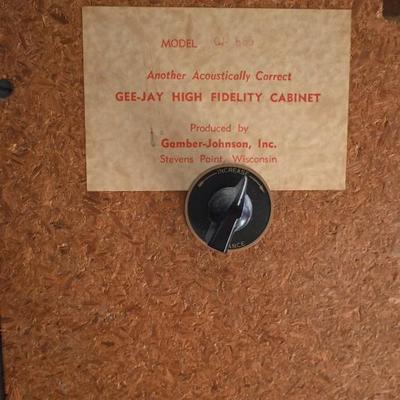 MODEL
Another Acoustically Correct
GEE-JAY HIGH FIDELITY CABINET
Produced by
Gamber-Johnson, Inc.
Stevens Point, Wisconsin
INCREASE